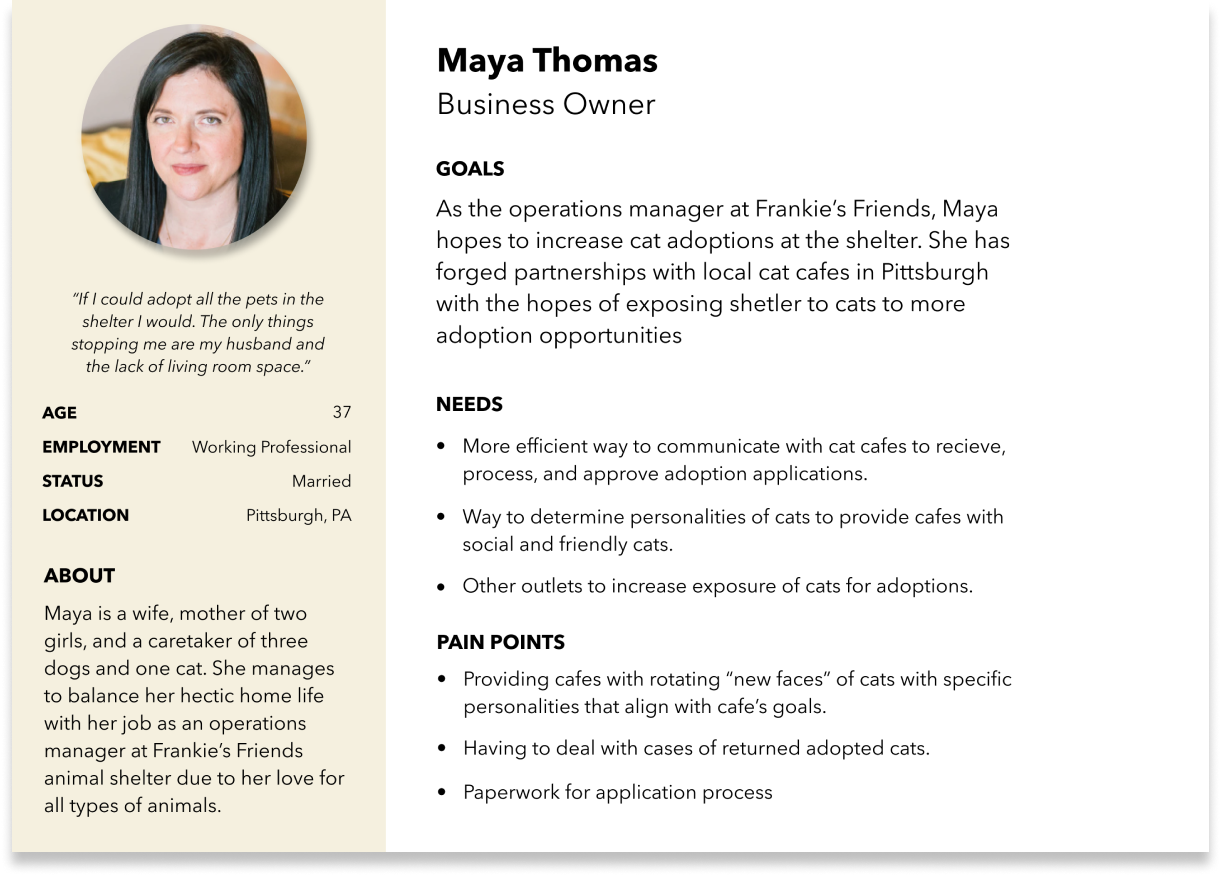 “If I could adopt all the pets in the
shelter I would. The only things
stopping me are my husband and
the lack of living room space.”
AGE 37
EMPLOYMENT Working Professional
STATUS Married
LOCATION Pittsburgh, PA
ABOUT
Maya is a wife, mother of two
girls, and a caretaker of three
dogs and one cat. She manages
to balance her hectic home life
with her job as an operations
manager at Frankie’s Friends
animal shelter due to her love for
all types of animals.
Maya Thomas
Business Owner
GOALS
As the operations manager at Frankie’s Friends, Maya
hopes to increase cat adoptions at the shelter. She has
forged partnerships with local cat cafes in Pittsburgh
with the hopes of exposing shetler to cats to more
adoption opportunities
NEEDS
• More efficient way to communicate with cat cafes to recieve,
process, and approve adoption applications.
• Way to determine personalities of cats to provide cafes with
social and friendly cats.
• Other outlets to increase exposure of cats for adoptions.
PAIN POINTS
• Providing cafes with rotating “new faces” of cats with specific
personalities that align with cafe’s goals.
• Having to deal with cases of returned adopted cats.
• Paperwork for application process